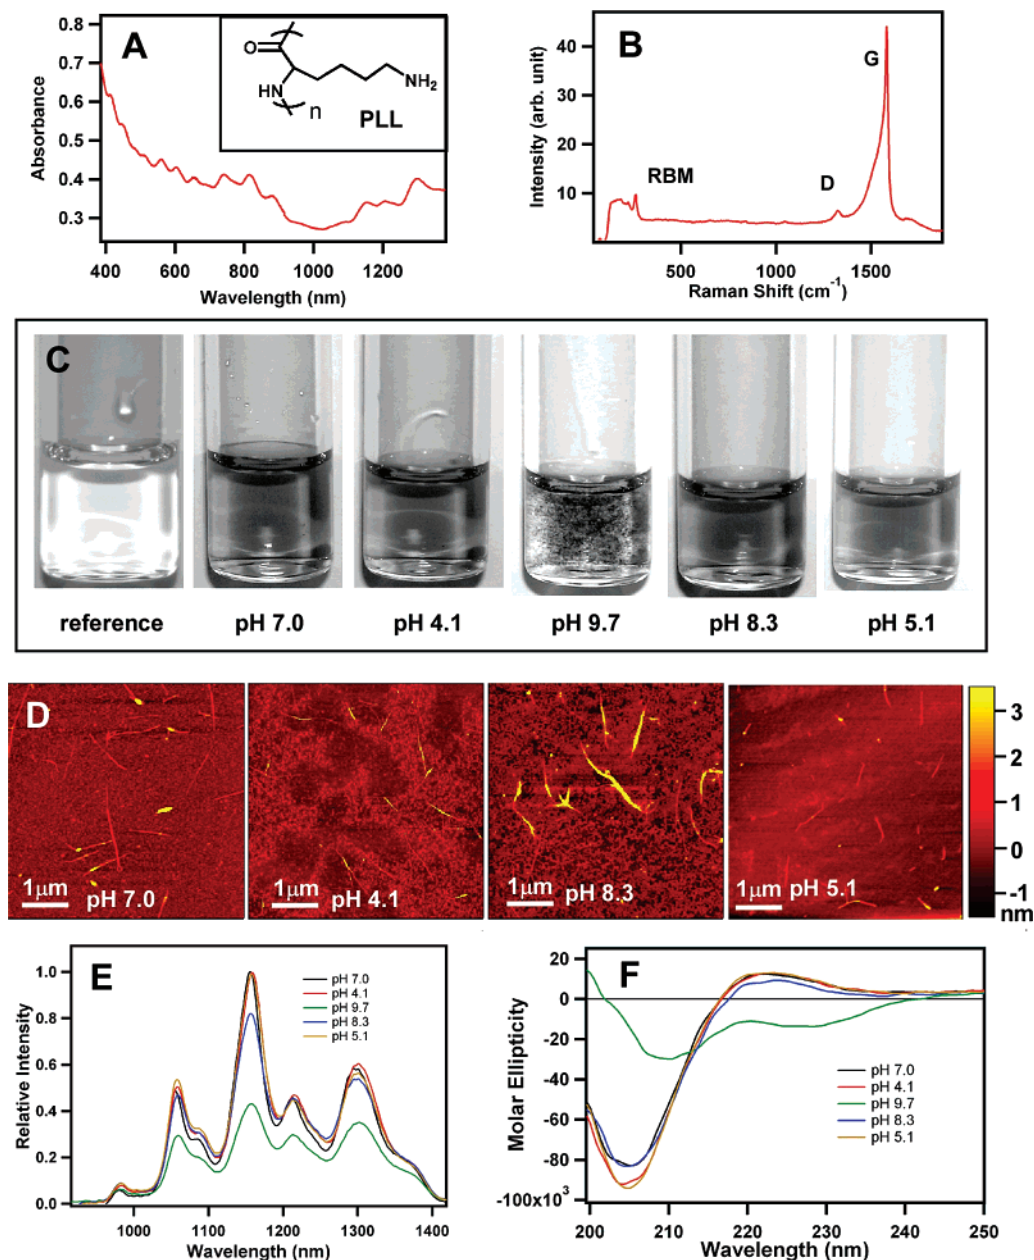 A
0.8
0.7
0.6
0.5
0.4
0.3
Absorbance
400 600 800 1000 1200
Wavelength (nm)
O
HN
n
NH2
PLL
B
40
30
20
10
Intensity (arb. unit)
RBM
D
G
500 1000 1500
Raman Shift (cm-1)
C
reference pH 7.0 pH 4.1 pH 9.7 pH 8.3 pH 5.1
D
1μm pH 7.0
1μm pH 4.1
1μm pH 8.3
1μm pH 5.1
3
2
1
0
-1
nm
E
1.0
0.8
0.6
0.4
0.2
0.0
Relative Intensity
pH 7.0
pH 4.1
pH 9.7
pH 8.3
pH 5.1
1000 1100 1200 1300 1400
Wavelength (nm)
F
20
0
-20
-40
-60
-80
-100x103
Molar Ellipticity
pH 7.0
pH 4.1
pH 9.7
pH 8.3
pH 5.1
200 210 220 230 240 250
Wavelength (nm)